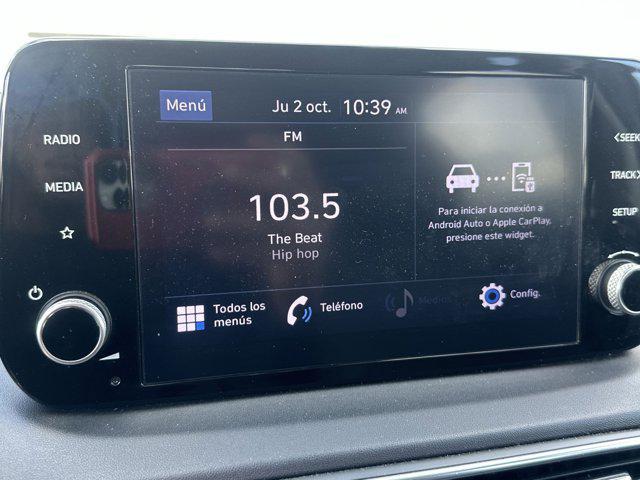 Menú
Ju 2 oct. 10:39 AM
FM
103.5
The Beat
Hip hop
Para iniciar la conexión a
Android Auto o Apple CarPlay,
presione este widget.
Todos los
menús
Teléfono
Medios
Config.
RADIO
MEDIA
<SEEK
TRACK>
SETUP